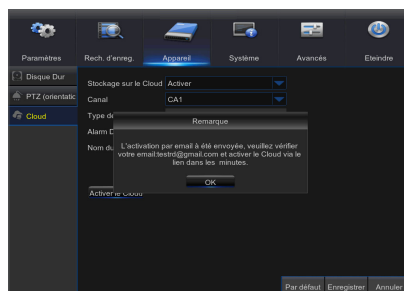 Paramètres Rech. d'enreg. Appareil Système Avancés Eteindre
Disque Dur
PTZ (orientatic
Cloud
Stockage sur le Cloud Activer
Canal CA1
Type de
Alarm D
Nom du
Remarque
L'activation par email à été envoyée, veuillez vérifier
votre email:testrd@gmail.com et activer le Cloud via le
lien dans les minutes.
OK
Activer le Cloud
Par défaut Enregistrer Annuler